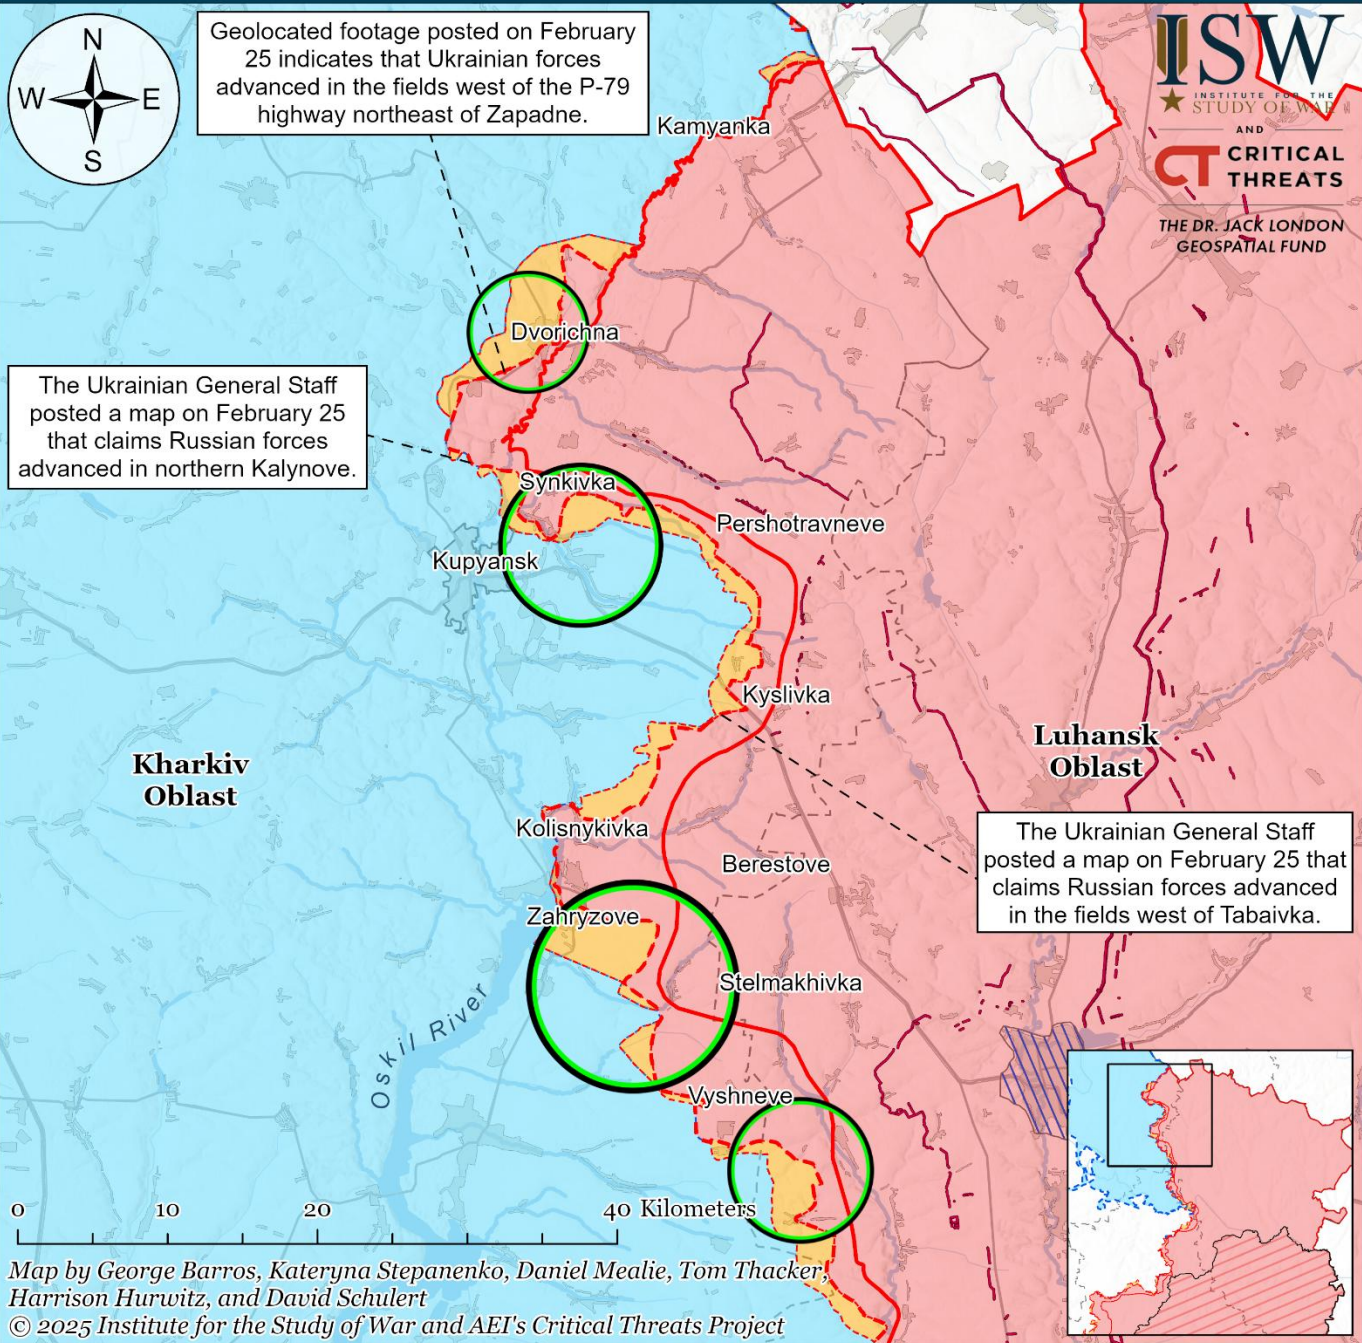 N
W
E
S
Geolocated footage posted on February
25 indicates that Ukrainian forces
advanced in the fields west of the P-79
highway northeast of Zapadne.
ISW
INSTITUTE FOR THE
STUDY OF WAR
AND
CT CRITICAL
THREATS
THE DR. JACK LONDON
GEOSPATIAL FUND
Kamyanka
Dvorichna
The Ukrainian General Staff
posted a map on February 25
that claims Russian forces
advanced in northern Kalynove.
Synkivka
Pershotravneve
Kupyansk
Kyslivka
Kharkiv
Oblast
Luhansk
Oblast
Kolisnykivka
Berestove
The Ukrainian General Staff
posted a map on February 25 that
claims Russian forces advanced
in the fields west of Tabaivka.
Zahryzove
Stelmakhivka
Oskil River
Vyshneve
0 10 20 40 Kilometers
Map by George Barros, Kateryna Stepanenko, Daniel Mealie, Tom Thacker,
Harrison Hurwitz, and David Schulert
© 2025 Institute for the Study of War and AEI's Critical Threats Project